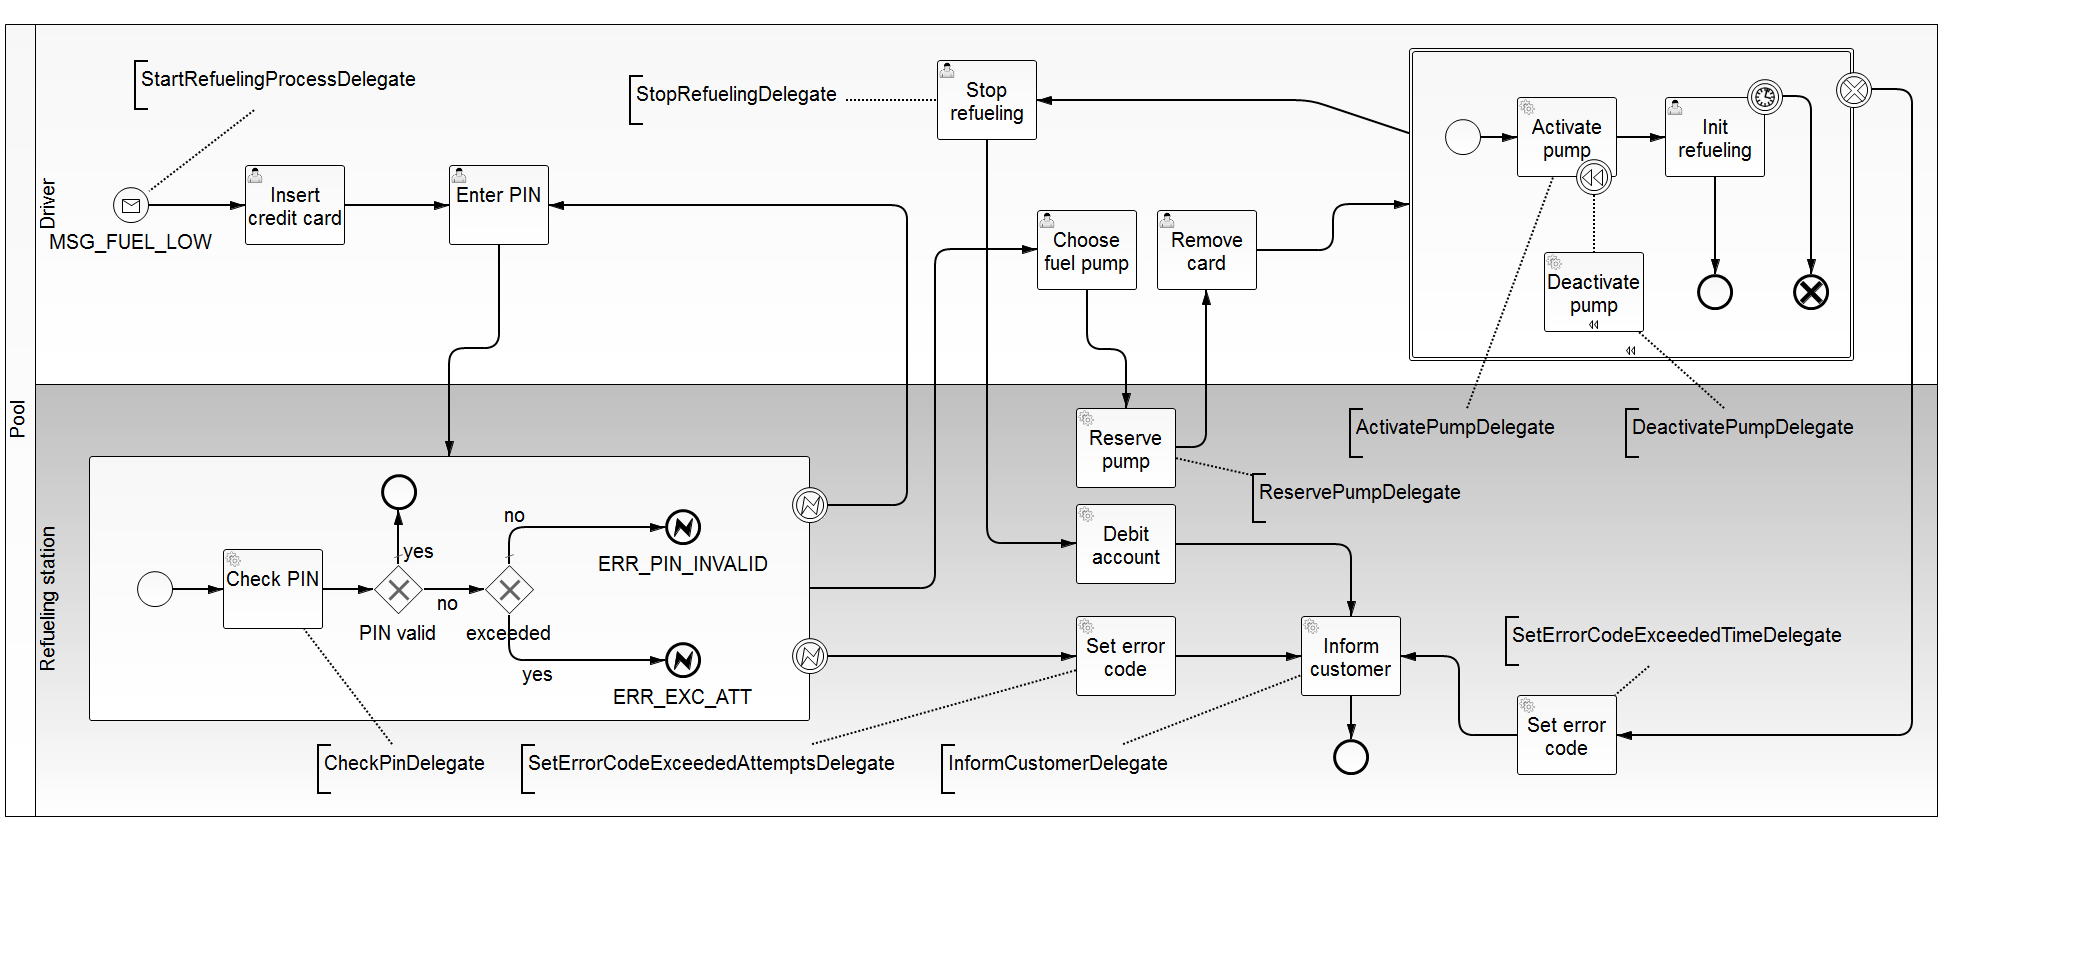 Pool
Driver
StartRefuelingProcessDelegate
MSG_FUEL_LOW
Insert
credit card
Enter PIN
StopRefuelingDelegate
Stop
refueling
Choose
fuel pump
Remove
card
Activate
pump
Init
refueling
Deactivate
pump
Refueling station
Check PIN
PIN valid
yes
no
exceeded
no
ERR_PIN_INVALID
yes
ERR_EXC_ATT
CheckPinDelegate
SetErrorCodeExceededAttemptsDelegate
InformCustomerDelegate
Reserve
pump
ReservePumpDelegate
ActivatePumpDelegate
DeactivatePumpDelegate
Debit
account
Set error
code
Inform
customer
SetErrorCodeExceededTimeDelegate
Set error
code